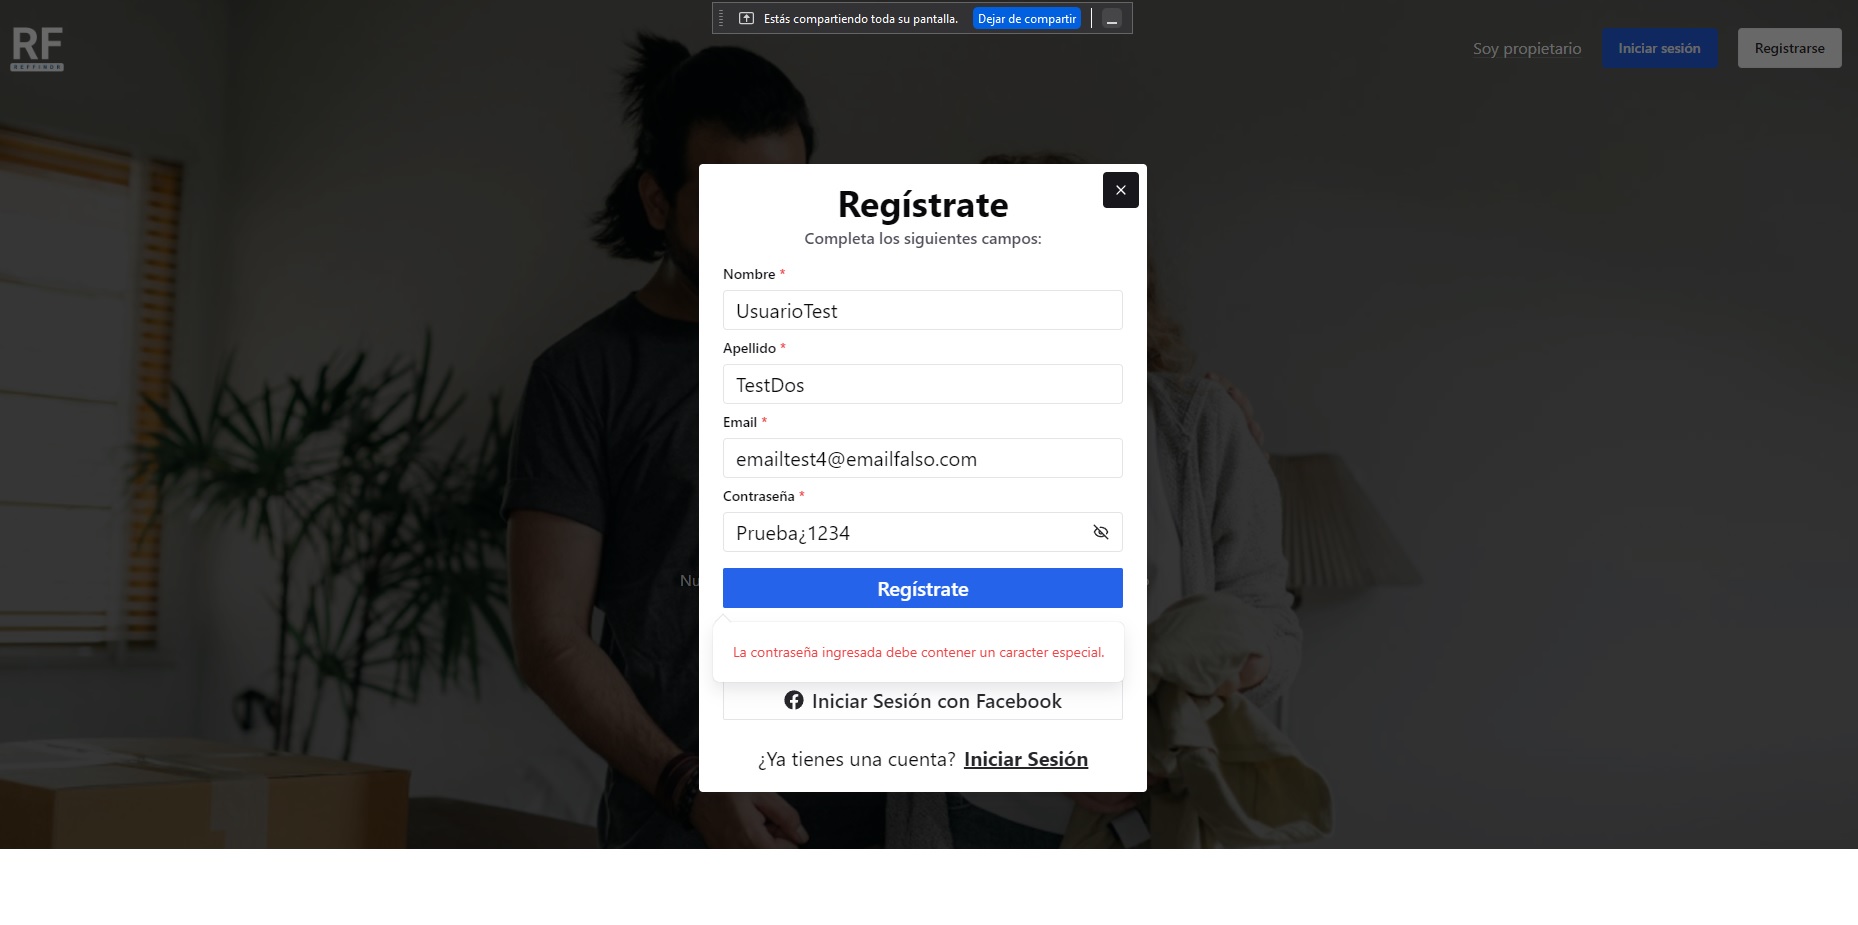 Estás compartiendo toda su pantalla. Dejar de compartir
RF
REFFINDR
Soy propietario Iniciar sesión Registrarse
Regístrate
Completa los siguientes campos:
Nombre *
UsuarioTest
Apellido *
TestDos
Email *
emailtest4@emailfalso.com
Contraseña *
Prueba¿1234
Nu
Regístrate
La contraseña ingresada debe contener un caracter especial.
Iniciar Sesión con Facebook
¿Ya tienes una cuenta? Iniciar Sesión